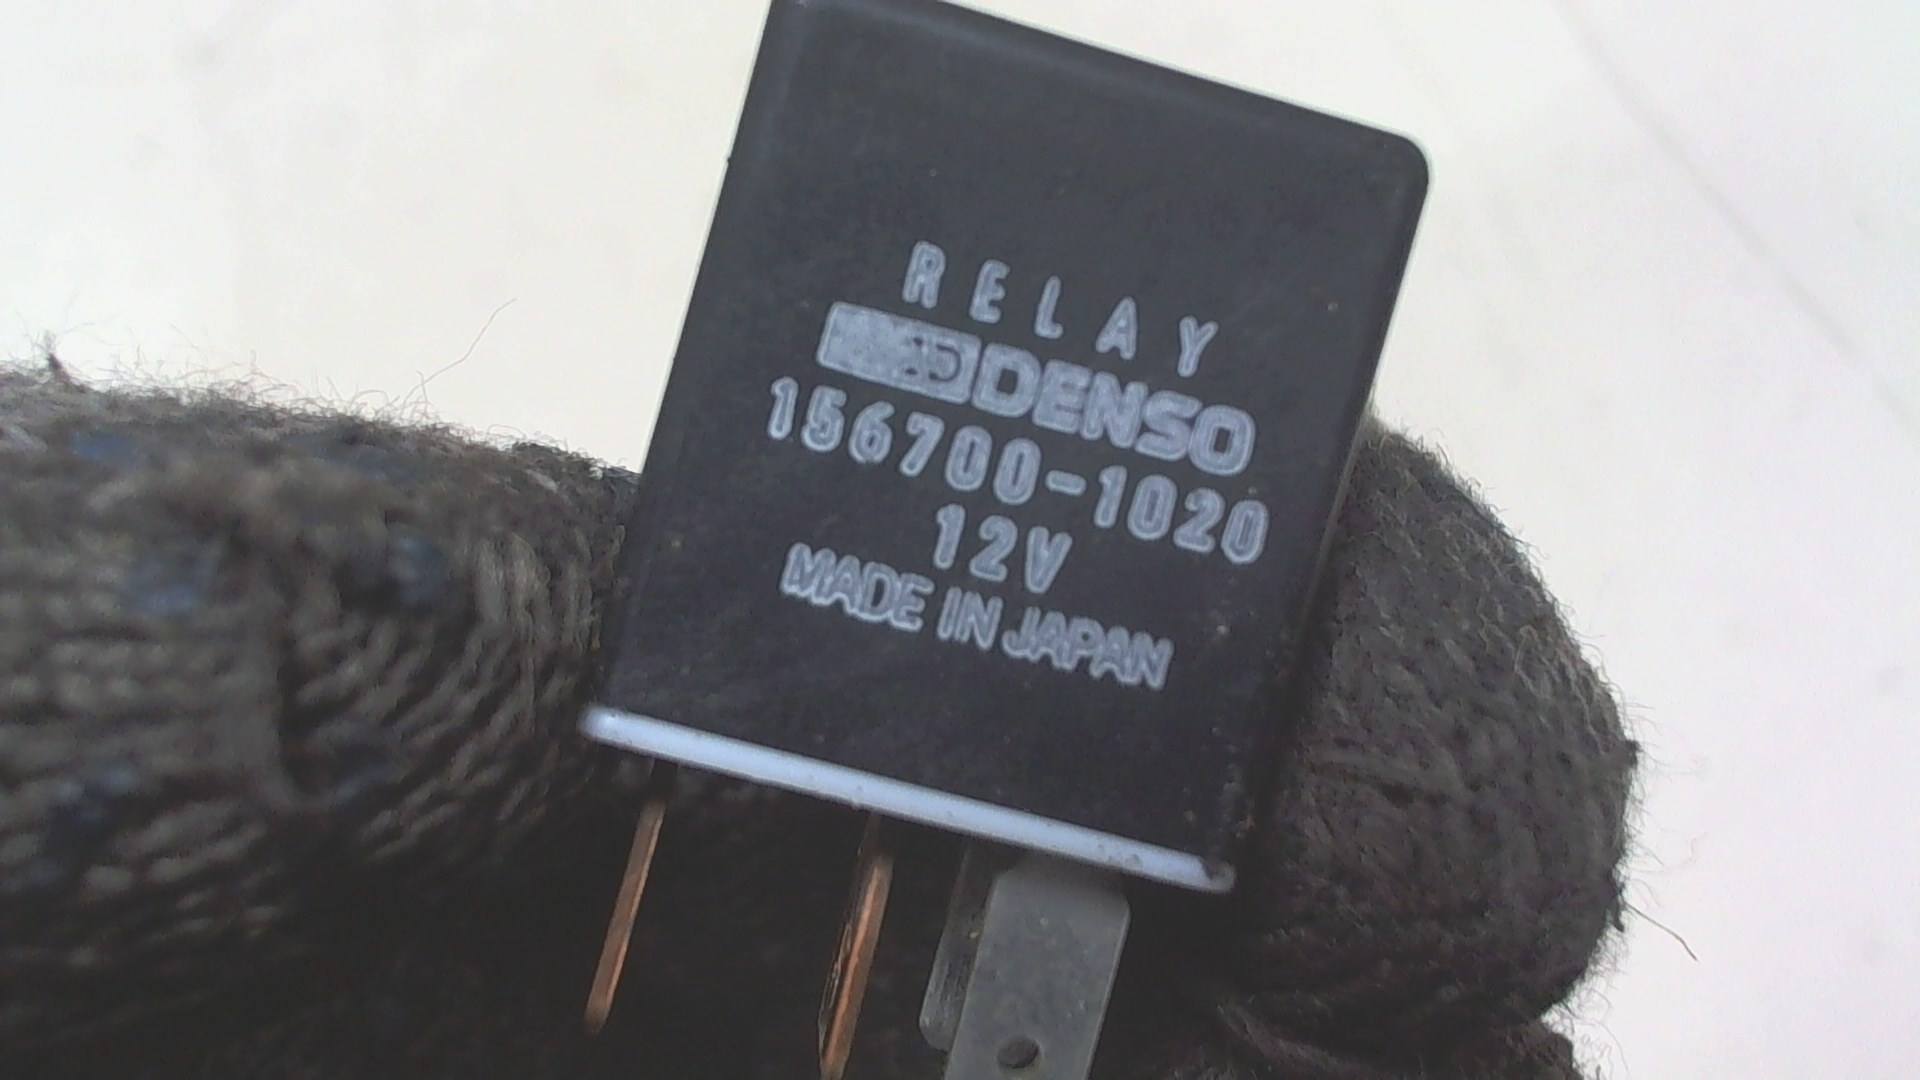 RELAY
DENSO
156700-1020
12V
MADE IN JAPAN